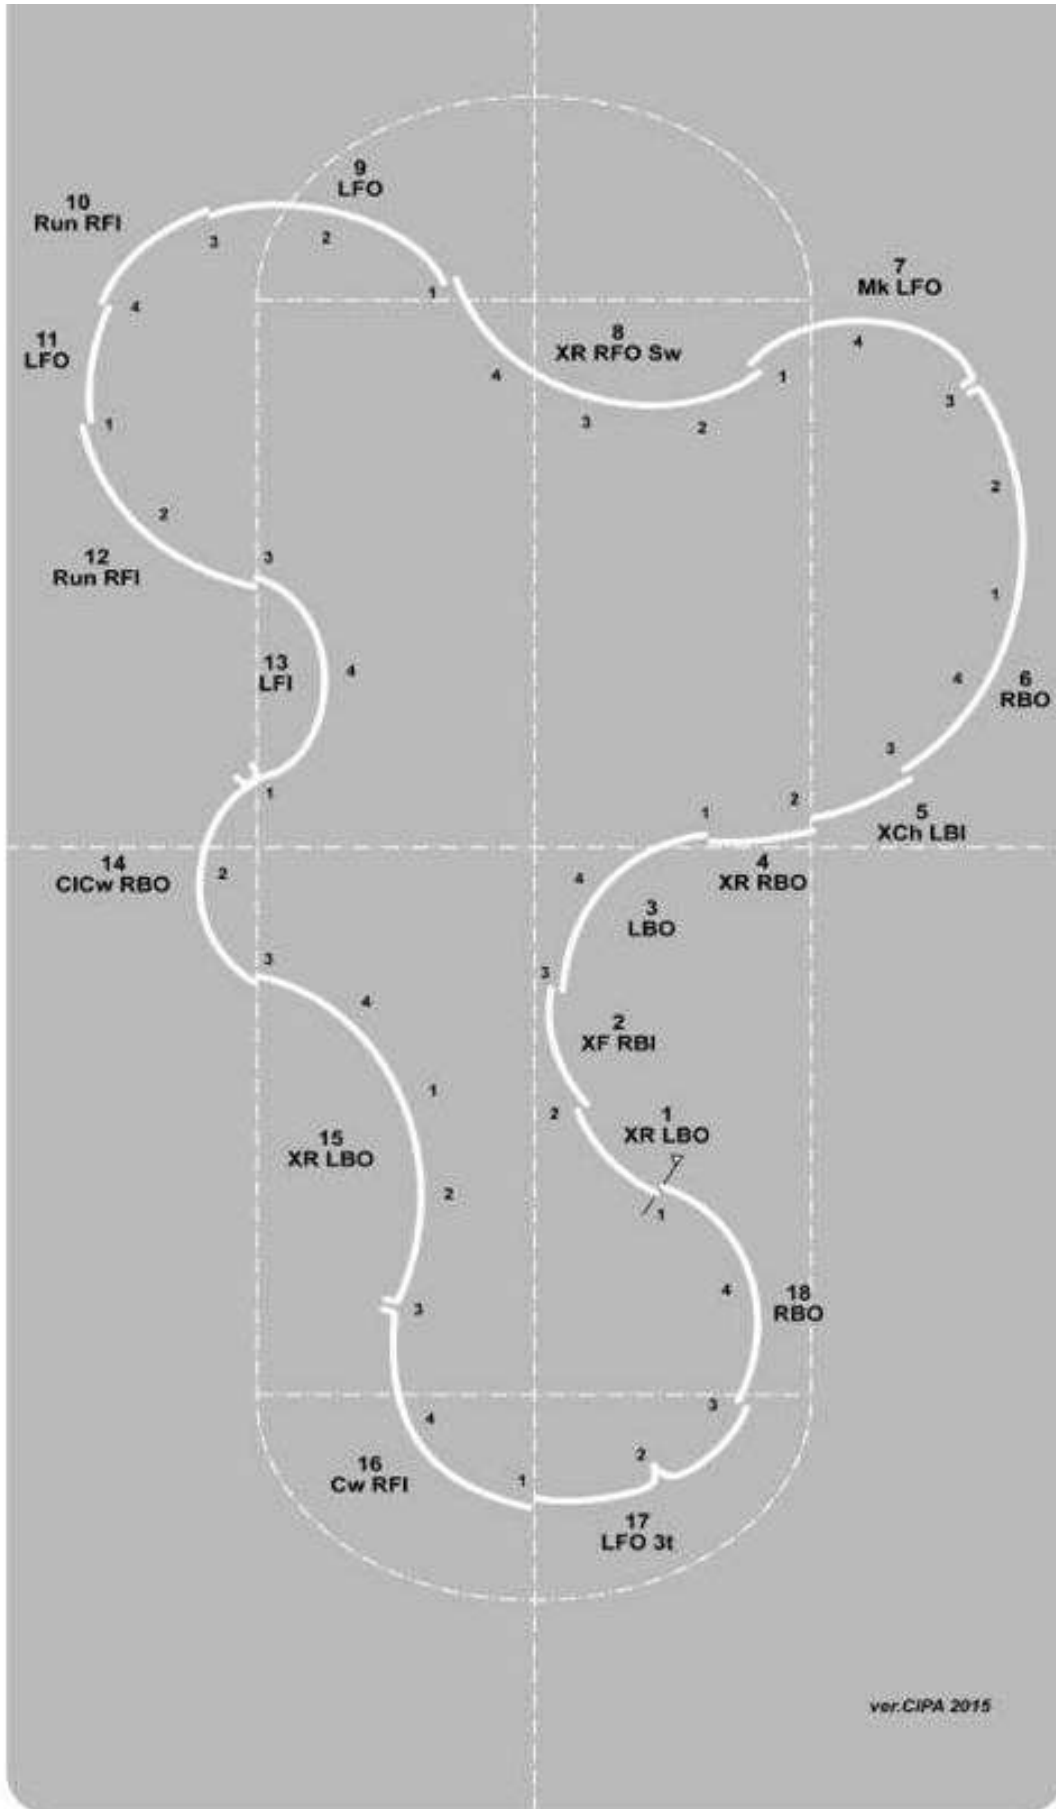 9
LFO
10
Run RFI
3
2
1
4
11
LFO
1
2
12
Run RFI
3
13
LFI
4
1
14
ClCw RBO
2
3
4
1
15
XR LBO
2
3
4
16
Cw RFI
1
2
17
LFO 3t
3
4
18
RBO
1
1
XR LBO
2
2
XF RBI
3
3
LBO
4
1
4
XR RBO
2
5
XCh LBI
3
4
6
RBO
1
2
3
7
Mk LFO
4
1
8
XR RFO Sw
2
3
4
ver.CIPA 2015